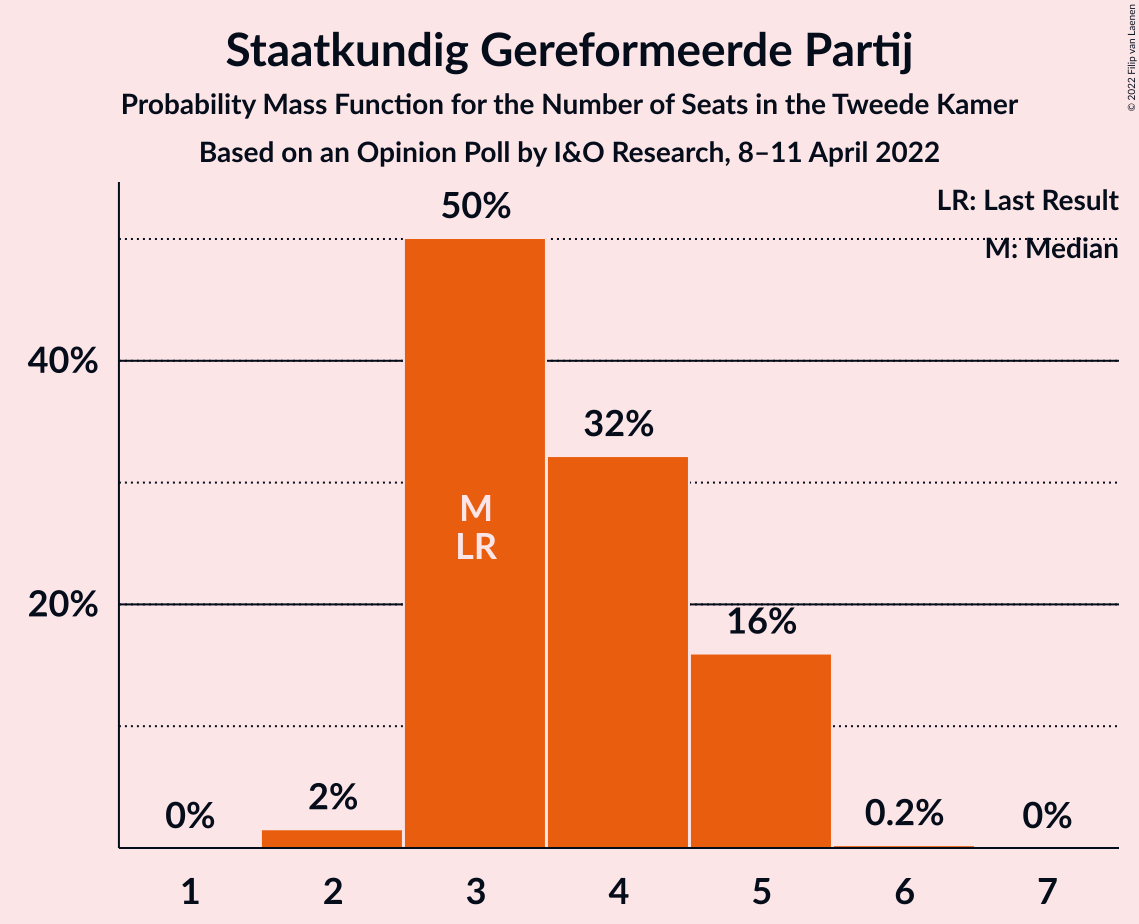 Staatkundig Gereformeerde Partij
Probability Mass Function for the Number of Seats in the Tweede Kamer
Based on an Opinion Poll by I&O Research, 8–11 April 2022
© 2022 Filip van Laenen
LR: Last Result
M: Median
50%
40%
32%
M
LR
20%
16%
2%
0%
0.2%
0%
1 2 3 4 5 6 7